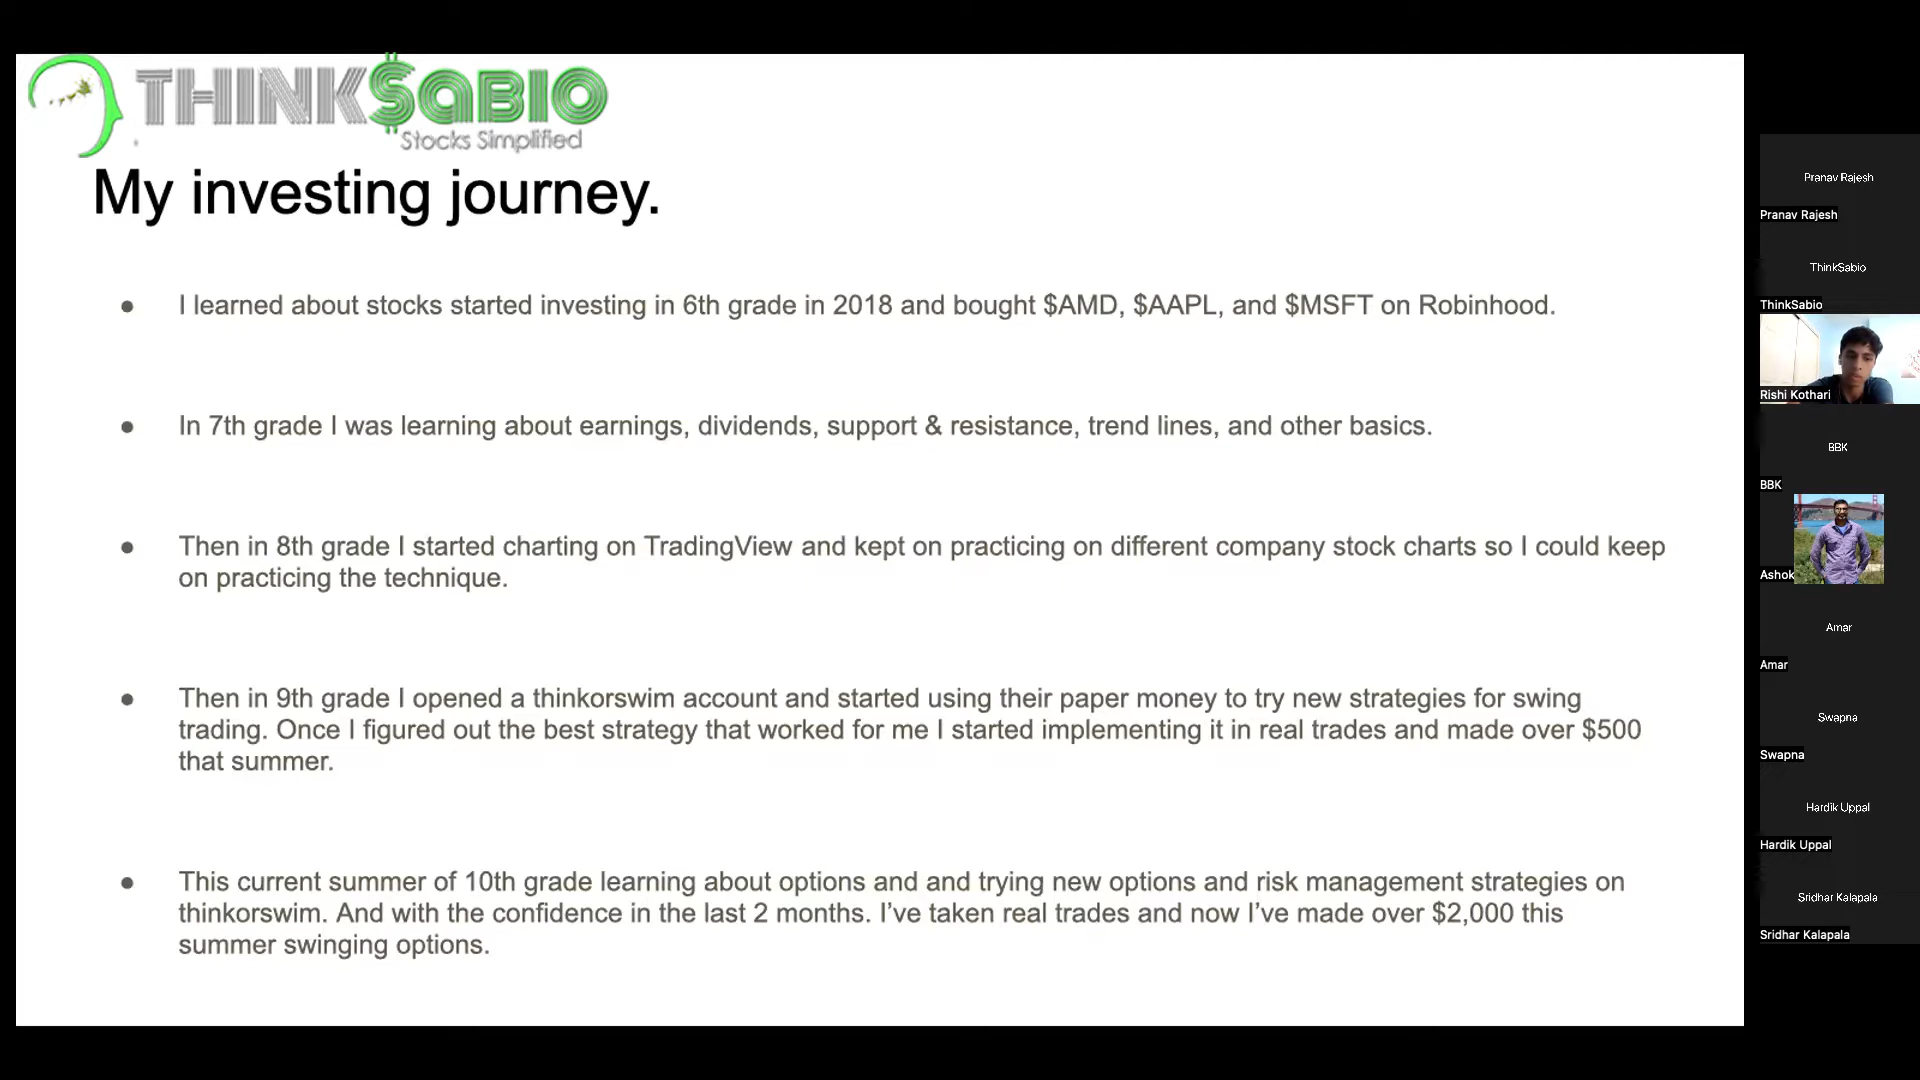 THINK$aBIO
Stocks Simplified
My investing journey.
● I learned about stocks started investing in 6th grade in 2018 and bought $AMD, $AAPL, and $MSFT on Robinhood.
● In 7th grade I was learning about earnings, dividends, support & resistance, trend lines, and other basics.
● Then in 8th grade I started charting on TradingView and kept on practicing on different company stock charts so I could keep
on practicing the technique.
● Then in 9th grade I opened a thinkorswim account and started using their paper money to try new strategies for swing
trading. Once I figured out the best strategy that worked for me I started implementing it in real trades and made over $500
that summer.
● This current summer of 10th grade learning about options and and trying new options and risk management strategies on
thinkorswim. And with the confidence in the last 2 months. I've taken real trades and now I've made over $2,000 this
summer swinging options.
Pranav Rajesh
Pranav Rajesh
ThinkSabio
ThinkSabio
Rishi Kothari
BBK
BBK
Ashok
Amar
Amar
Swapna
Swapna
Hardik Uppal
Hardik Uppal
Sridhar Kalapala
Sridhar Kalapala